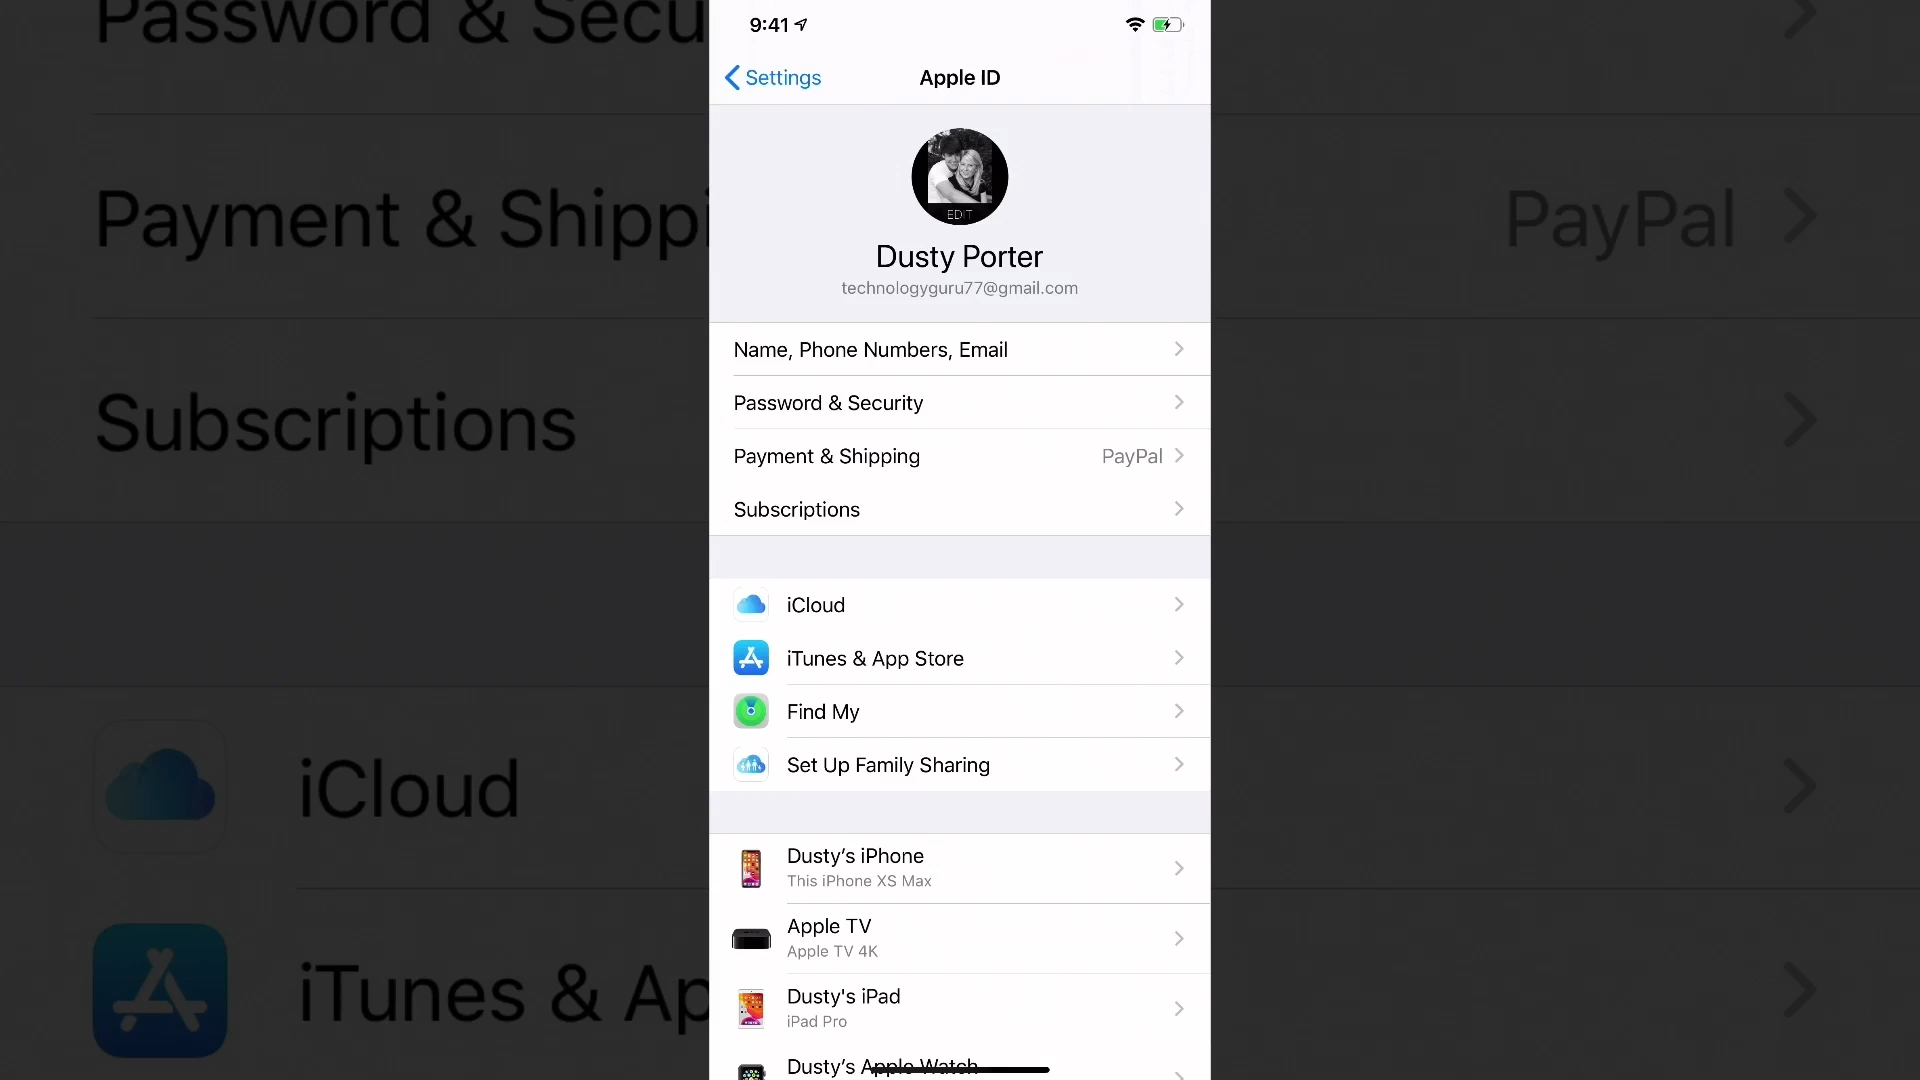 Password & Secu
Payment & Shippi
PayPal
Subscriptions
iCloud
iTunes & Ap
9:41
Settings
Apple ID
EDIT
Dusty Porter
technologyguru77@gmail.com
Name, Phone Numbers, Email
Password & Security
Payment & Shipping
PayPal
Subscriptions
iCloud
iTunes & App Store
Find My
Set Up Family Sharing
Dusty’s iPhone
This iPhone XS Max
Apple TV
Apple TV 4K
Dusty's iPad
iPad Pro
Dusty’s Apple Watch